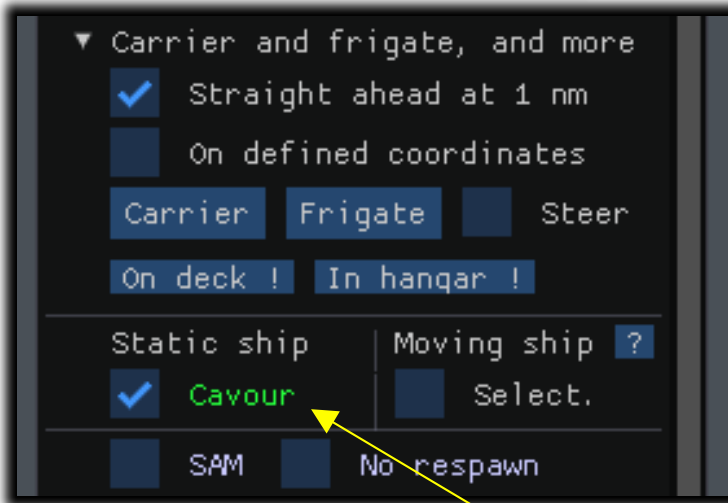 ▼ Carrier and frigate, and more
Straight ahead at 1 nm
On defined coordinates
Carrier Frigate Steer
On deck ! In hangar !
Static ship Moving ship ?
Cavour Select.
SAM No respawn